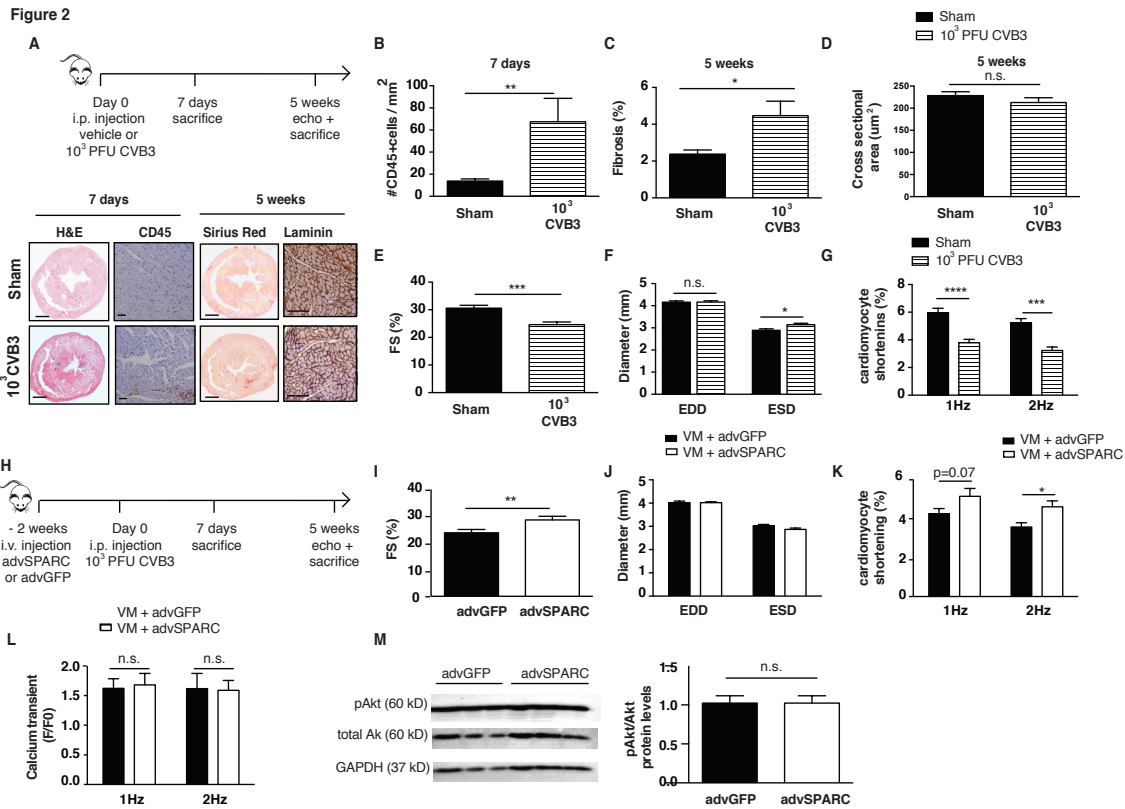 Figure 2
A
Day 0
i.p. injection
vehicle or
10³ PFU CVB3
7 days
sacrifice
5 weeks
echo +
sacrifice
7 days
5 weeks
H&E
CD45
Sirius Red
Laminin
Sham
10³ CVB3
B
7 days
#CD45+cells / mm²
100
80
60
40
20
0
**
Sham
10³
CVB3
C
5 weeks
Fibrosis (%)
6
4
2
0
*
Sham
10³
CVB3
Sham
10³ PFU CVB3
D
5 weeks
n.s.
Cross sectional
area (um²)
250
200
150
100
50
0
Sham
10³
CVB3
E
FS (%)
40
30
20
10
0
***
Sham
10³
CVB3
F
Diameter (mm)
5
4
3
2
1
0
n.s.
*
EDD
ESD
Sham
10³ PFU CVB3
G
cardiomyocyte
shortenins (%)
8
6
4
2
0
****
***
1Hz
2Hz
H
- 2 weeks
i.v. injection
advSPARC
or advGFP
Day 0
i.p. injection
10³ PFU CVB3
7 days
sacrifice
5 weeks
echo +
sacrifice
I
FS (%)
40
30
20
10
0
**
advGFP
advSPARC
VM + advGFP
VM + advSPARC
J
Diameter (mm)
5
4
3
2
1
0
EDD
ESD
VM + advGFP
VM + advSPARC
K
cardiomyocyte
shortening (%)
6
4
2
0
p=0.07
*
1Hz
2Hz
VM + advGFP
VM + advSPARC
L
Calcium transient
(F/F0)
2.0
1.5
1.0
0.5
0.0
n.s.
n.s.
1Hz
2Hz
M
advGFP
advSPARC
pAkt (60 kD)
total Ak (60 kD)
GAPDH (37 kD)
pAkt/Akt
protein levels
1.5
1.0
0.5
0.0
n.s.
advGFP
advSPARC